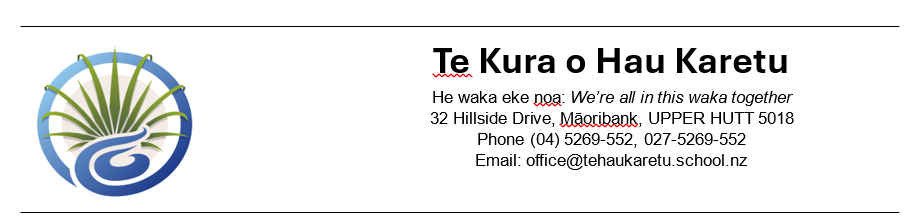 Te Kura o Hau Karetu
He waka eke noa: We're all in this waka together
32 Hillside Drive, Māoribank, UPPER HUTT 5018
Phone (04) 5269-552, 027-5269-552
Email: office@tehaukaretu.school.nz